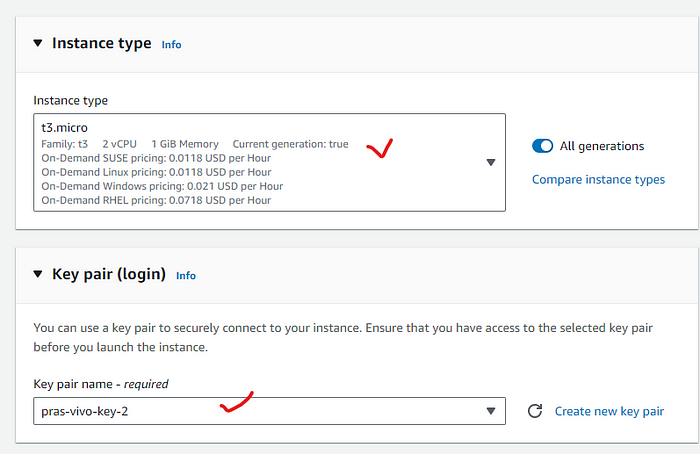 Instance type Info
Instance type
t3.micro
Family: t3 2 vCPU 1 GiB Memory Current generation: true
On-Demand SUSE pricing: 0.0118 USD per Hour
On-Demand Linux pricing: 0.0118 USD per Hour
On-Demand Windows pricing: 0.021 USD per Hour
On-Demand RHEL pricing: 0.0718 USD per Hour
All generations
Compare instance types
Key pair (login) Info
You can use a key pair to securely connect to your instance. Ensure that you have access to the selected key pair
before you launch the instance.
Key pair name - required
pras-vivo-key-2
Create new key pair